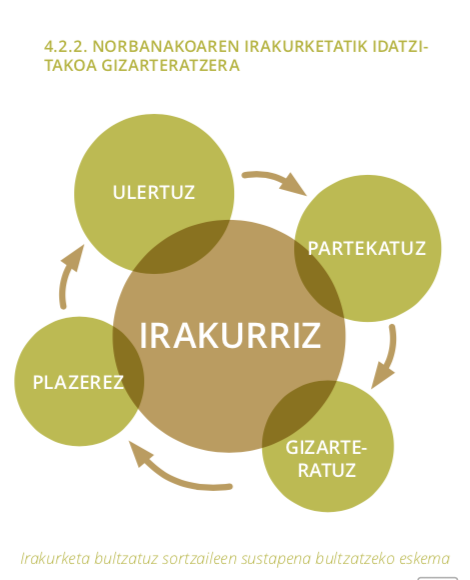 4.2.2. NORBANAKOAREN IRAKURKETATIK IDATZI-
TAKOA GIZARTERATZERA
ULERTUZ
PARTEKATUZ
IRAKURRIZ
PLAZEREZ
GIZARTE-
RATUZ
Irakurketa bultzatuz sortzaileen sustapena bultzatzeko eskema